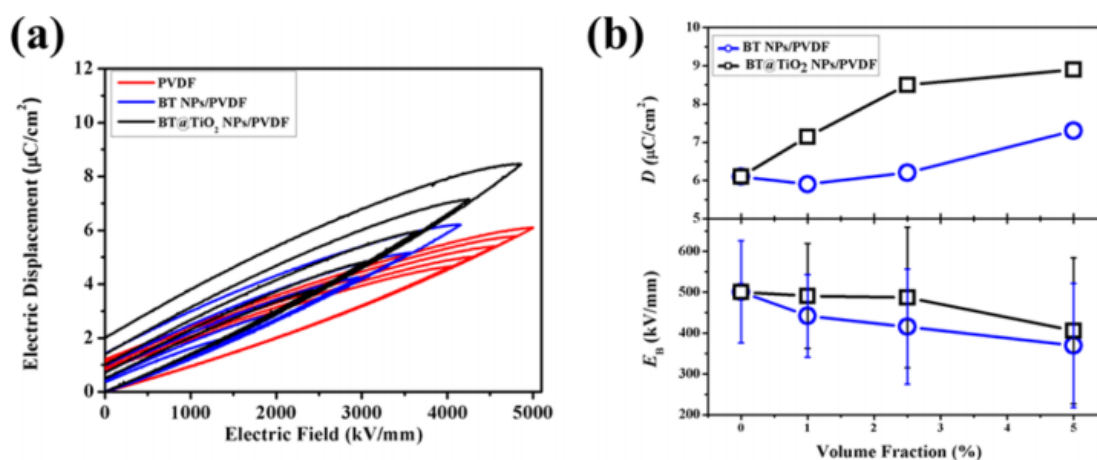 (a)
12
10
8
6
4
2
0
Electric Displacement (μC/cm²)
PVDF
BT NPs/PVDF
BT@TiO₂ NPs/PVDF
0 1000 2000 3000 4000 5000
Electric Field (kV/mm)
(b)
BT NPs/PVDF
BT@TiO₂ NPs/PVDF
9
8
7
6
5
D (μC/cm²)
600
500
400
300
200
E_B (kV/mm)
0 1 2 3 4 5
Volume Fraction (%)